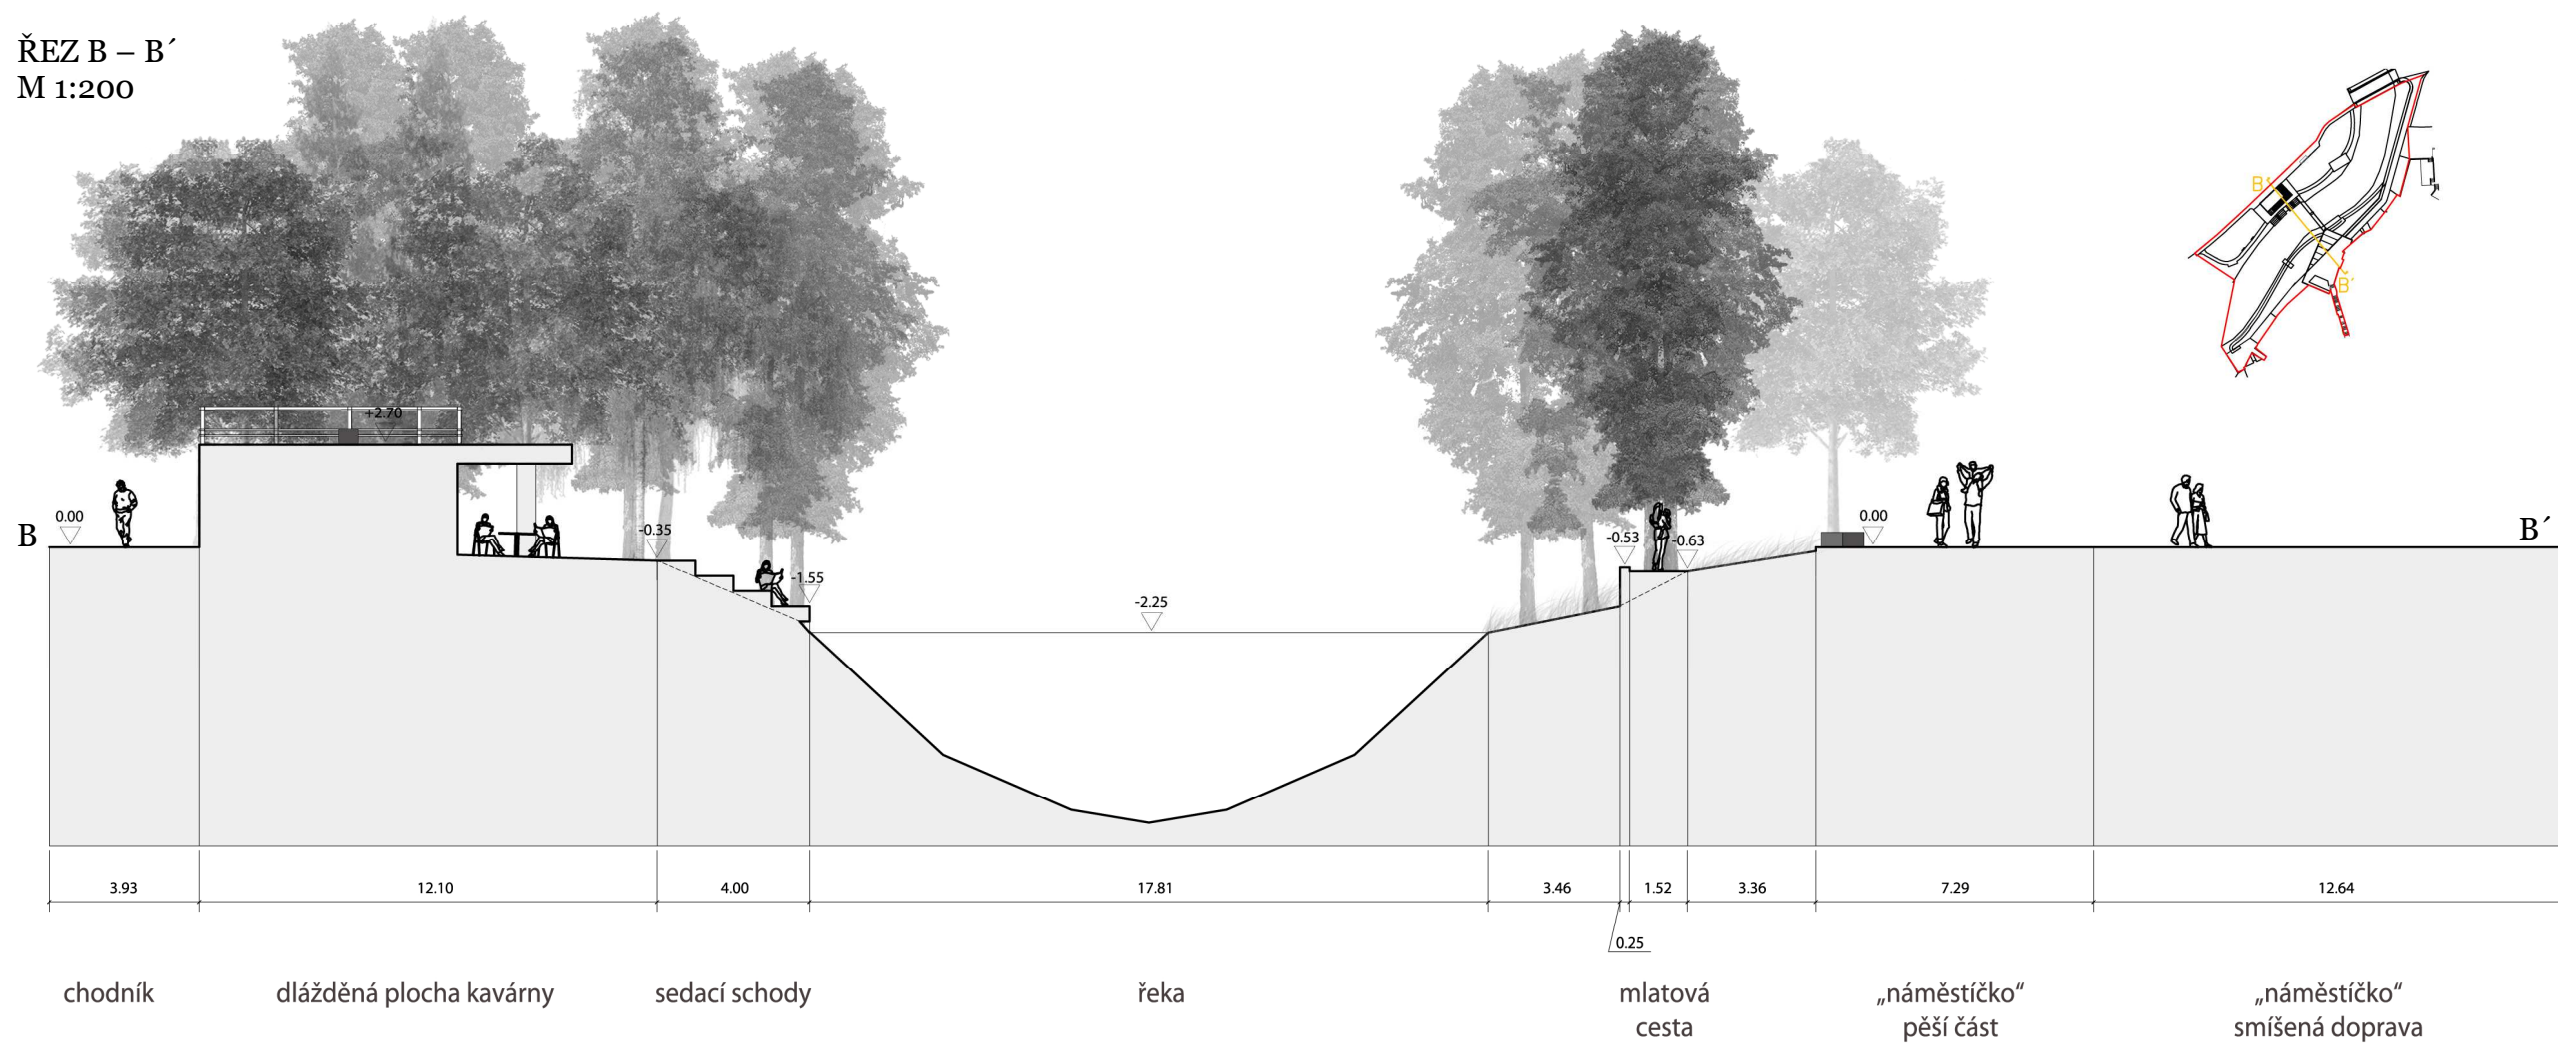 ŘEZ B – B´
M 1:200
B´
B´
+2.70
B
0.00
-0.35
-1.55
-2.25
-0.53
-0.63
0.00
B´
3.93
12.10
4.00
17.81
3.46
1.52
3.36
7.29
12.64
0.25
chodník
dlážděná plocha kavárny
sedací schody
řeka
mlatová
cesta
„náměstíčko“
pěší část
„náměstíčko“
smíšená doprava